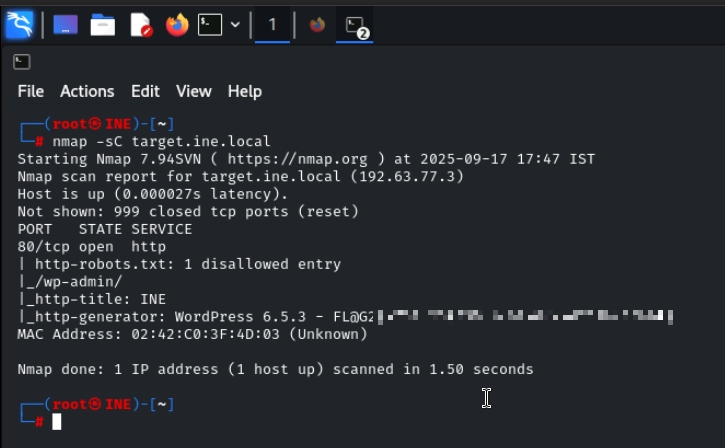 1
2
File Actions Edit View Help
┌──(root㉿INE)-[~]
└─# nmap -sC target.ine.local
Starting Nmap 7.94SVN ( https://nmap.org ) at 2025-09-17 17:47 IST
Nmap scan report for target.ine.local (192.63.77.3)
Host is up (0.000027s latency).
Not shown: 999 closed tcp ports (reset)
PORT   STATE SERVICE
80/tcp open  http
| http-robots.txt: 1 disallowed entry
|_/wp-admin/
|_http-title: INE
|_http-generator: WordPress 6.5.3 - FL@G2
MAC Address: 02:42:C0:3F:4D:03 (Unknown)
Nmap done: 1 IP address (1 host up) scanned in 1.50 seconds
┌──(root㉿INE)-[~]
└─#